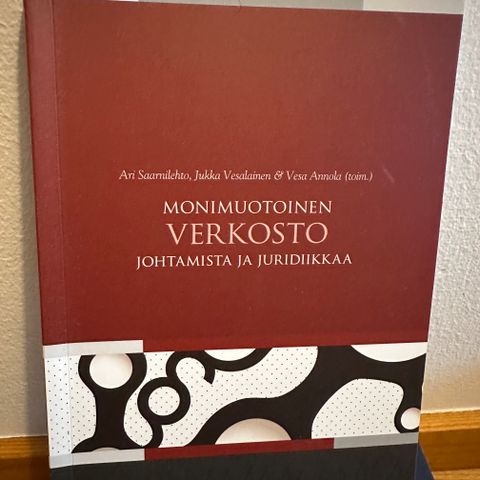 Ari Saarnilehto, Jukka Vesalainen & Vesa Annola (toim.)
MONIMUOTOINEN
VERKOSTO
JOHTAMISTA JA JURIDIIKKAA